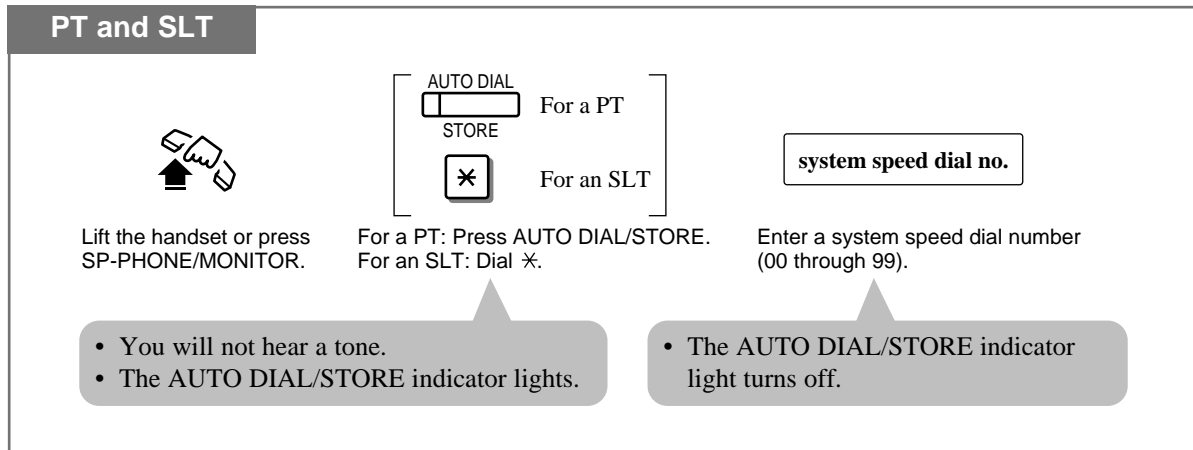 PT and SLT
AUTO DIAL
For a PT
STORE
For an SLT
system speed dial no.
Lift the handset or press
SP-PHONE/MONITOR.
For a PT: Press AUTO DIAL/STORE.
For an SLT: Dial ✕.
Enter a system speed dial number
(00 through 99).
• You will not hear a tone.
• The AUTO DIAL/STORE indicator lights.
• The AUTO DIAL/STORE indicator
light turns off.